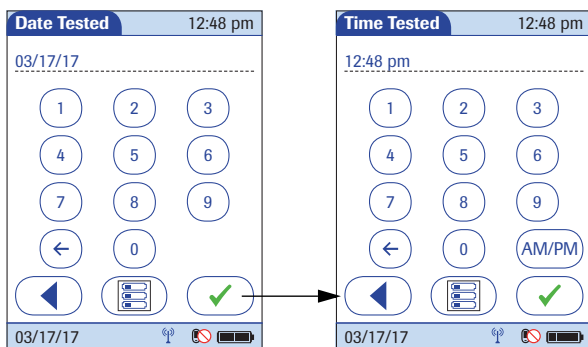 Date Tested 12:48 pm
03/17/17
1 2 3
4 5 6
7 8 9
0
03/17/17
Time Tested 12:48 pm
12:48 pm
1 2 3
4 5 6
7 8 9
0 AM/PM
03/17/17